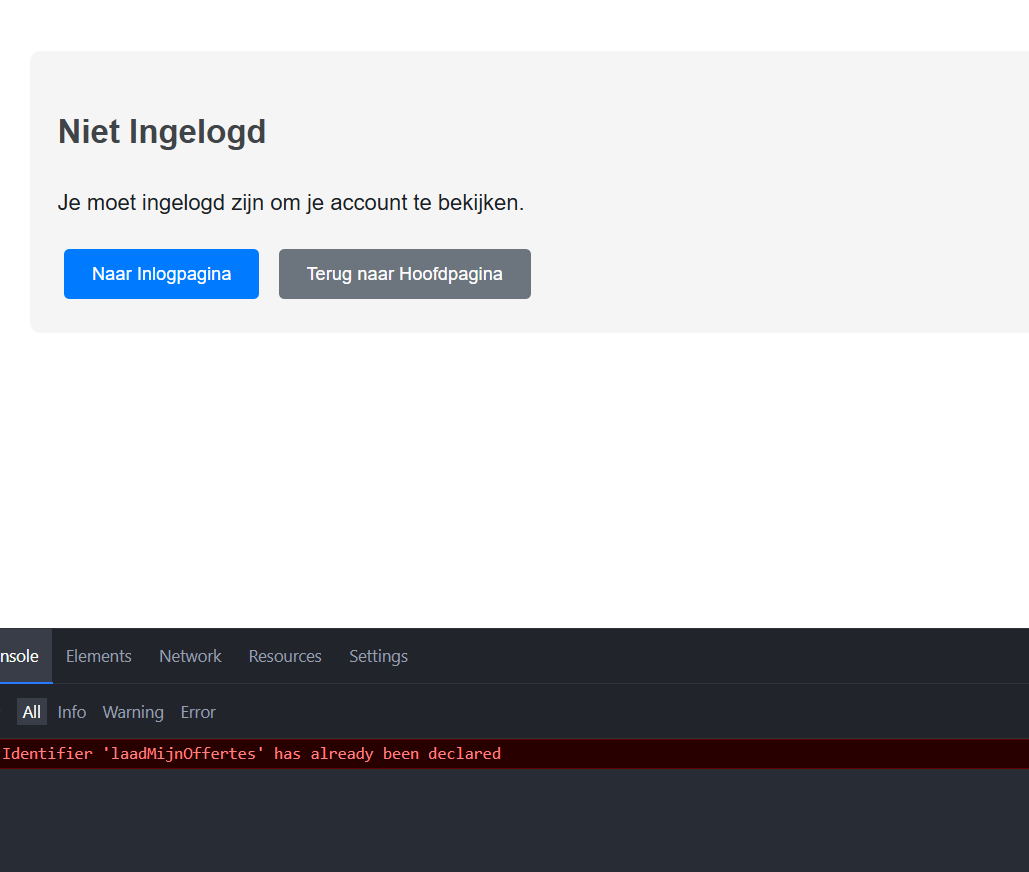 Niet Ingelogd
Je moet ingelogd zijn om je account te bekijken.
Naar Inlogpagina Terug naar Hoofdpagina
nsole Elements Network Resources Settings
All Info Warning Error
Identifier 'laadMijnOffertes' has already been declared